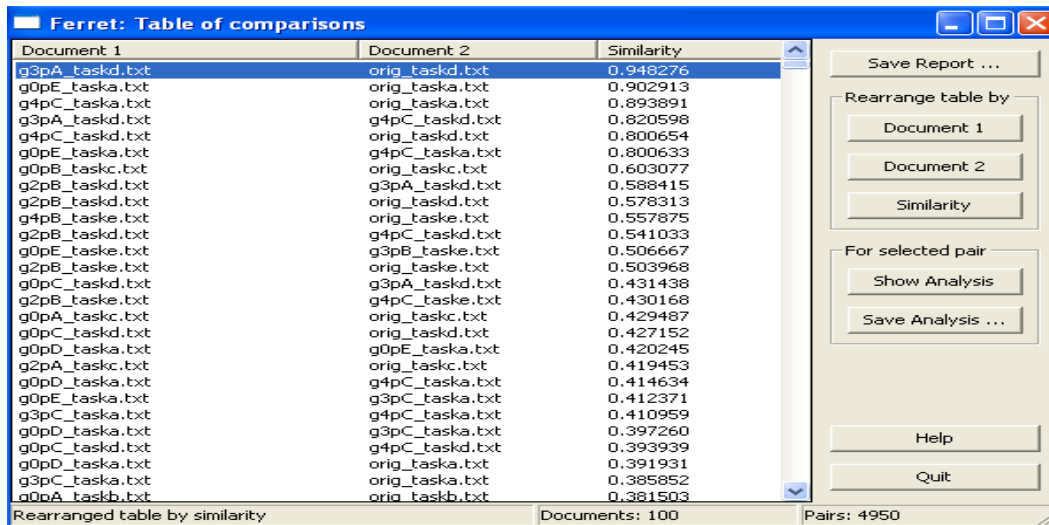 Ferret: Table of comparisons
Document 1 Document 2 Similarity
g3pA_taskd.txt orig_taskd.txt 0.948276
g0pE_taska.txt orig_taska.txt 0.902913
g4pC_taska.txt orig_taska.txt 0.893891
g3pA_taskd.txt g4pC_taskd.txt 0.820598
g4pC_taskd.txt orig_taskd.txt 0.800654
g0pE_taska.txt g4pC_taska.txt 0.800633
g0pB_taskc.txt orig_taskc.txt 0.603077
g2pB_taskd.txt g3pA_taskd.txt 0.588415
g2pB_taskd.txt orig_taskd.txt 0.578313
g4pB_taske.txt orig_taske.txt 0.557875
g2pB_taskd.txt g4pC_taskd.txt 0.541033
g0pE_taske.txt g3pB_taske.txt 0.506667
g2pB_taske.txt orig_taske.txt 0.503968
g0pC_taskd.txt g3pA_taskd.txt 0.431438
g2pB_taske.txt g4pC_taske.txt 0.430168
g0pA_taskc.txt orig_taskc.txt 0.429487
g0pC_taskd.txt orig_taskd.txt 0.427152
g0pD_taska.txt g0pE_taska.txt 0.420245
g2pA_taskc.txt orig_taskc.txt 0.419453
g0pD_taska.txt g4pC_taska.txt 0.414634
g0pE_taska.txt g3pC_taska.txt 0.412371
g3pC_taska.txt g4pC_taska.txt 0.410959
g0pD_taska.txt g3pC_taska.txt 0.397260
g0pC_taskd.txt g4pC_taskd.txt 0.393939
g0pD_taska.txt orig_taska.txt 0.391931
g3pC_taska.txt orig_taska.txt 0.385852
g0pA_taskb.txt orig_taskb.txt 0.381503
Save Report ...
Rearrange table by
Document 1
Document 2
Similarity
For selected pair
Show Analysis
Save Analysis ...
Help
Quit
Rearranged table by similarity Documents: 100 Pairs: 4950